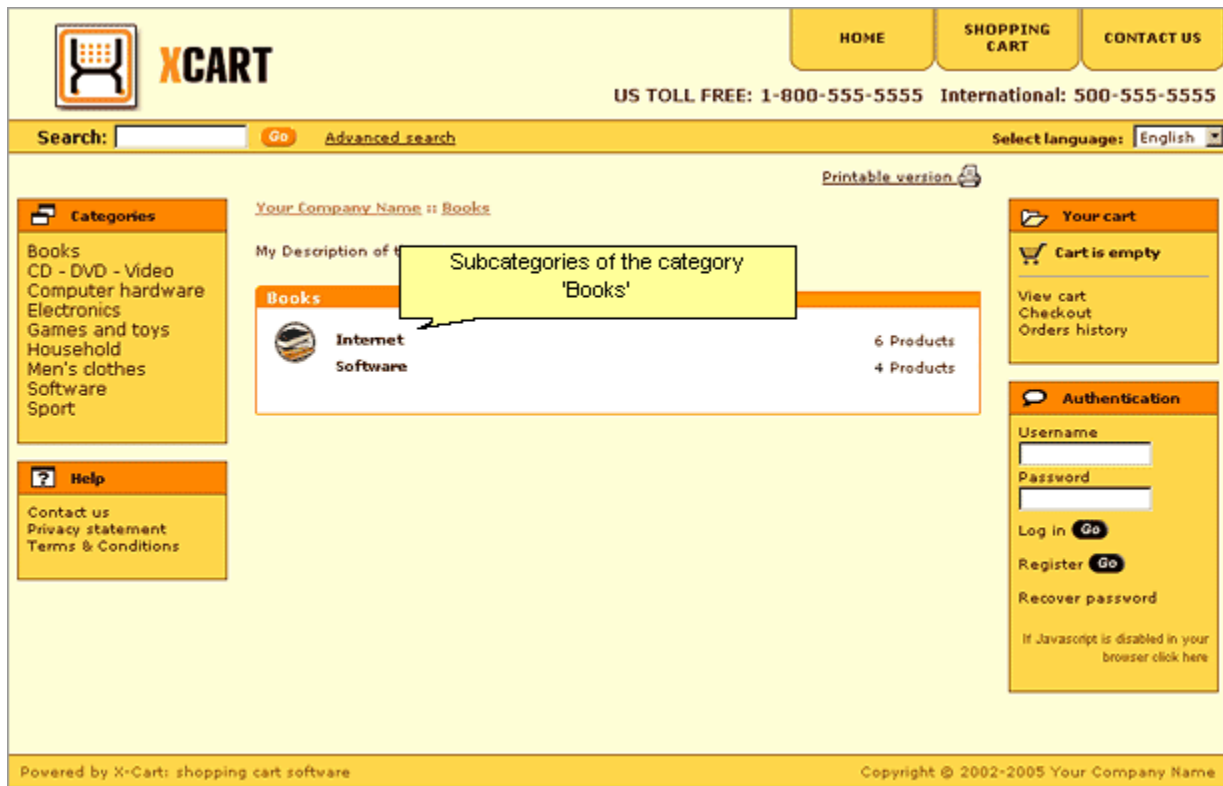 XCART
HOME
SHOPPING
CART
CONTACT US
US TOLL FREE: 1-800-555-5555 International: 500-555-5555
Search:
Go
Advanced search
Select language:
English
Printable version
Categories
Books
CD - DVD - Video
Computer hardware
Electronics
Games and toys
Household
Men's clothes
Software
Sport
Help
Contact us
Privacy statement
Terms & Conditions
Your Company Name :: Books
My Description of
Subcategories of the category
'Books'
Books
Internet 6 Products
Software 4 Products
Your cart
Cart is empty
View cart
Checkout
Orders history
Authentication
Username
Password
Log in Go
Register Go
Recover password
If Javascript is disabled in your
browser click here
Powered by X-Cart: shopping cart software
Copyright © 2002-2005 Your Company Name